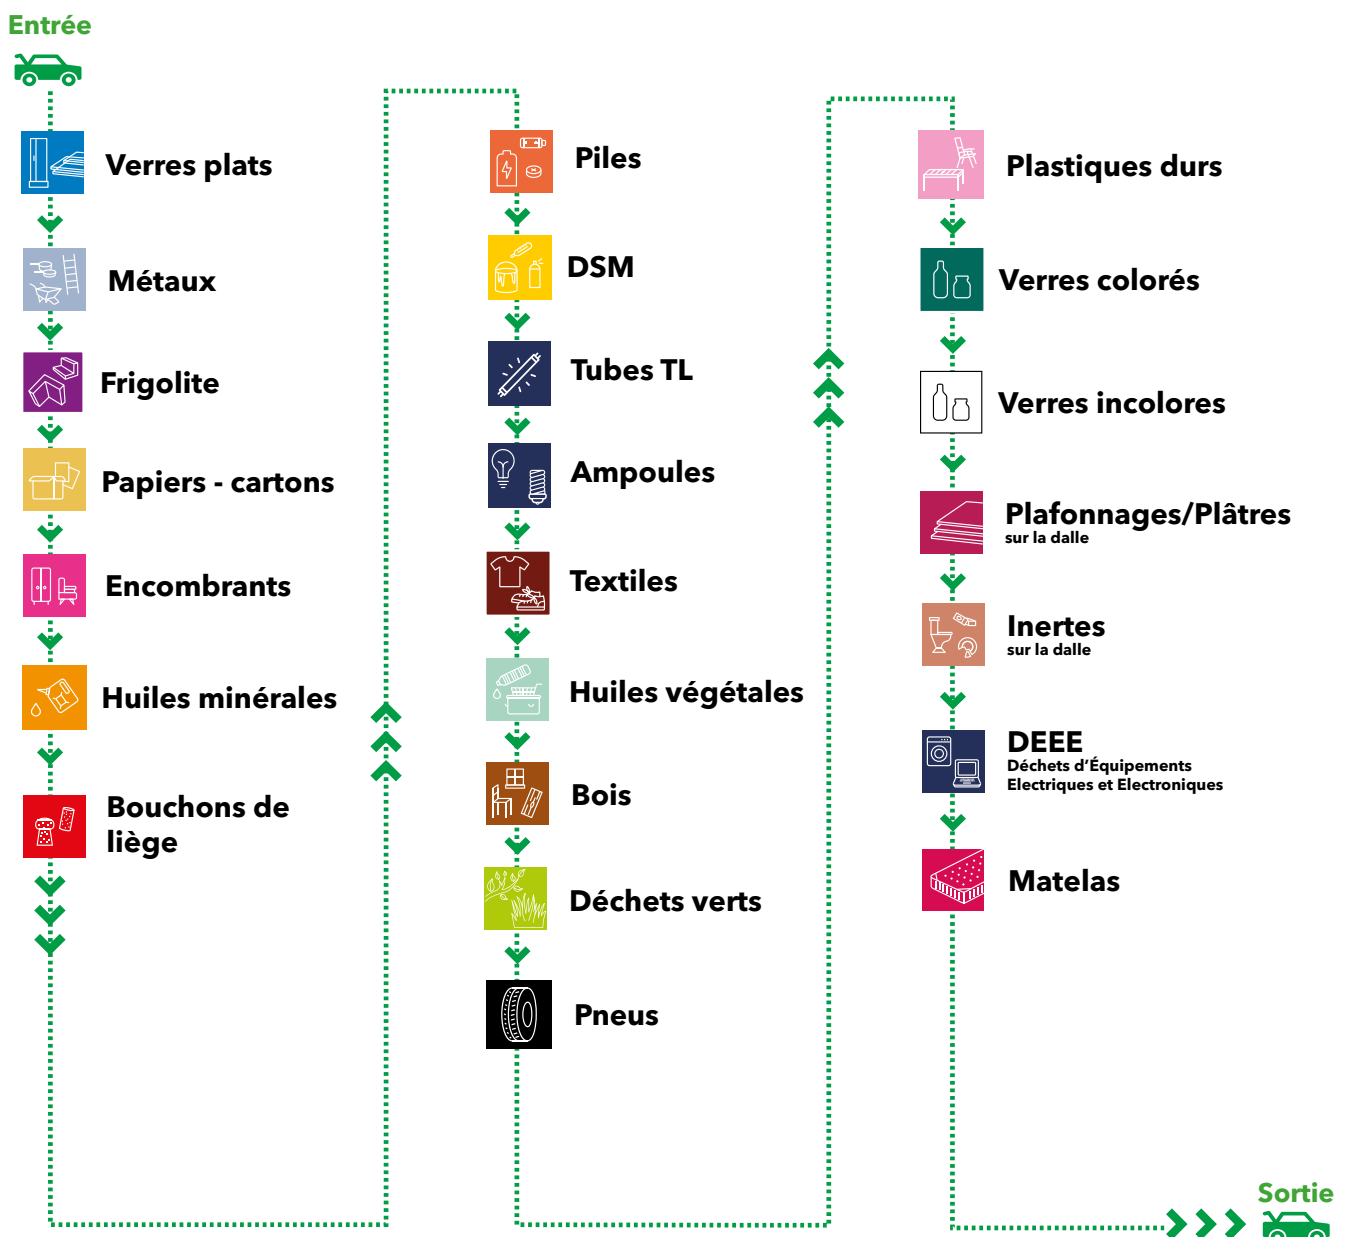 Entrée
Verres plats
Métaux
Frigolite
Papiers - cartons
Encombrants
Huiles minérales
Bouchons de
liège
Piles
DSM
Tubes TL
Ampoules
Textiles
Huiles végétales
Bois
Déchets verts
Pneus
Plastiques durs
Verres colorés
Verres incolores
Plafonnages/Plâtres
sur la dalle
Inertes
sur la dalle
DEEE
Déchets d'Équipements
Electriques et Electroniques
Matelas
Sortie